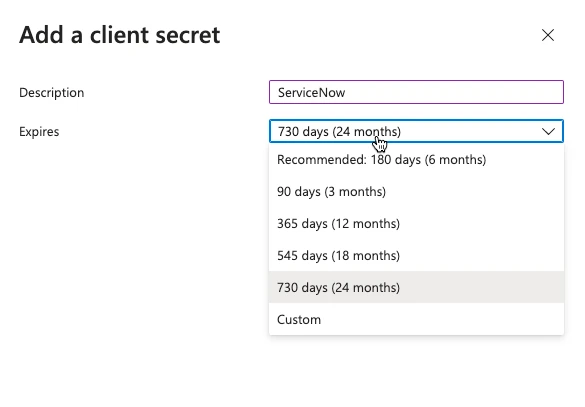 Add a client secret
Description
ServiceNow
Expires
730 days (24 months)
Recommended: 180 days (6 months)
90 days (3 months)
365 days (12 months)
545 days (18 months)
730 days (24 months)
Custom